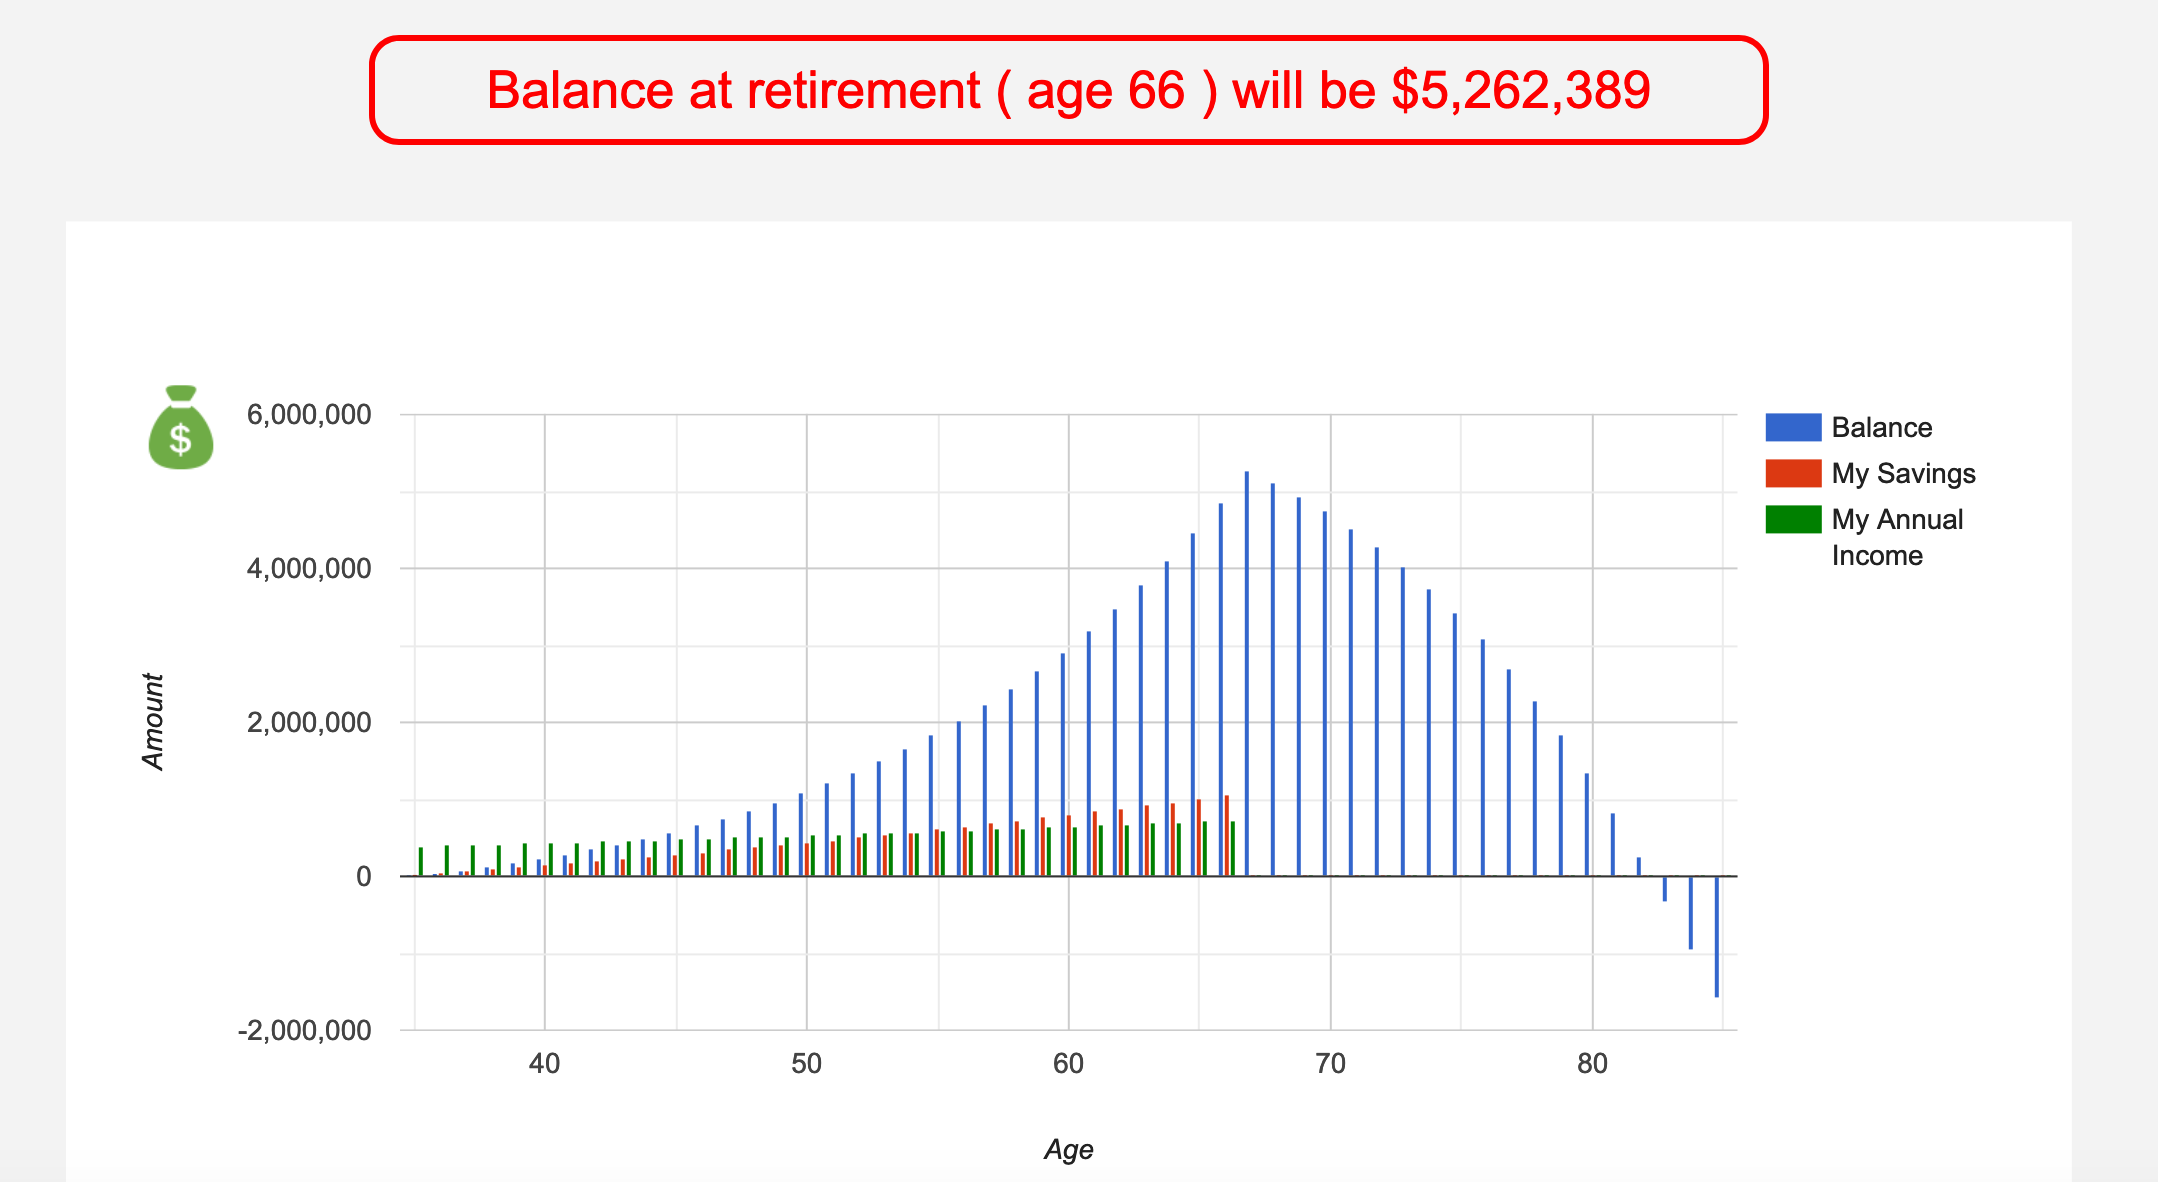 Balance at retirement ( age 66 ) will be $5,262,389
$
6,000,000
4,000,000
2,000,000
0
-2,000,000
Amount
40 50 60 70 80
Age
Balance
My Savings
My Annual
Income